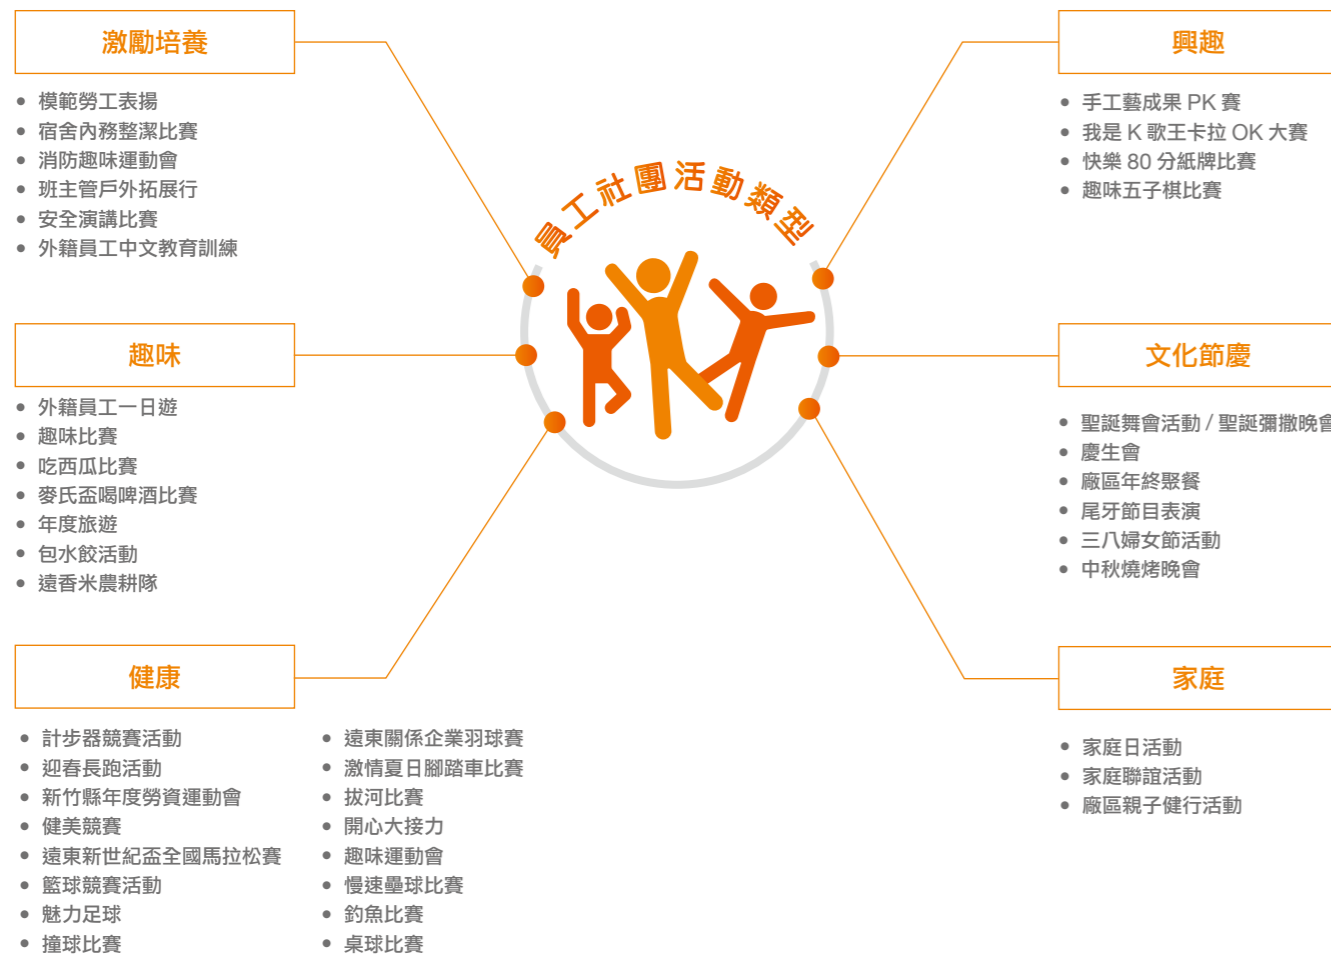 員工社團活動類型
激勵培養
模範勞工表揚
宿舍內務整潔比賽
消防趣味運動會
班主管戶外拓展行
安全演講比賽
外籍員工中文教育訓練
趣味
外籍員工一日遊
趣味比賽
吃西瓜比賽
麥氏盃喝啤酒比賽
年度旅遊
包水餃活動
遠香米農耕隊
健康
計步器競賽活動
迎春長跑活動
新竹縣年度勞資運動會
健美競賽
遠東新世紀盃全國馬拉松賽
籃球競賽活動
魅力足球
撞球比賽
遠東關係企業羽球賽
激情夏日腳踏車比賽
拔河比賽
開心大接力
趣味運動會
慢速壘球比賽
釣魚比賽
桌球比賽
興趣
手工藝成果 PK 賽
我是 K 歌王卡拉 OK 大賽
快樂 80 分紙牌比賽
趣味五子棋比賽
文化節慶
聖誕舞會活動 / 聖誕彌撒晚會
慶生會
廠區年終聚餐
尾牙節目表演
三八婦女節活動
中秋燒烤晚會
家庭
家庭日活動
家庭聯誼活動
廠區親子健行活動